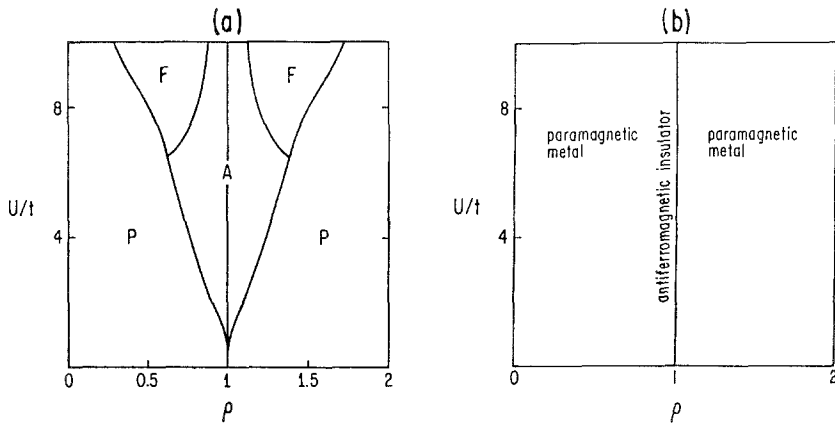 (a)
F
F
8
A
U/t
4
P
P
0
0.5
1
1.5
2
ρ
(b)
8
paramagnetic
metal
antiferromagnetic insulator
paramagnetic
metal
U/t
4
0
1
2
ρ